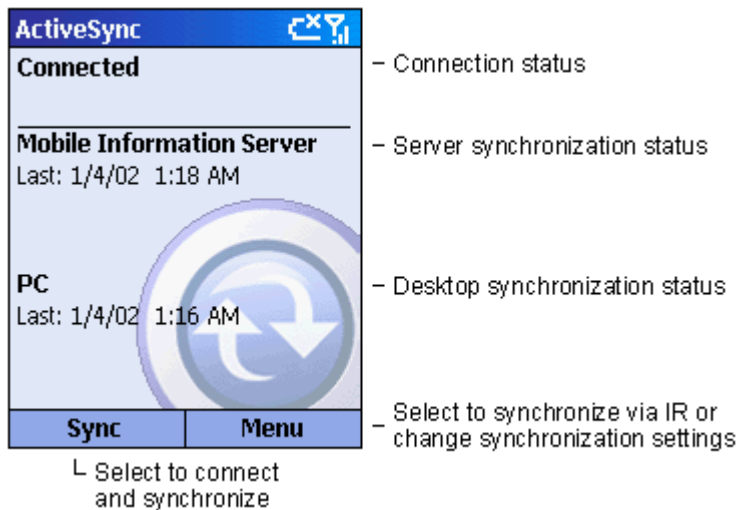 ActiveSync
Connected
– Connection status
Mobile Information Server
– Server synchronization status
Last: 1/4/02 1:18 AM
PC
– Desktop synchronization status
Last: 1/4/02 1:16 AM
Sync
Menu
– Select to synchronize via IR or
change synchronization settings
Select to connect
and synchronize